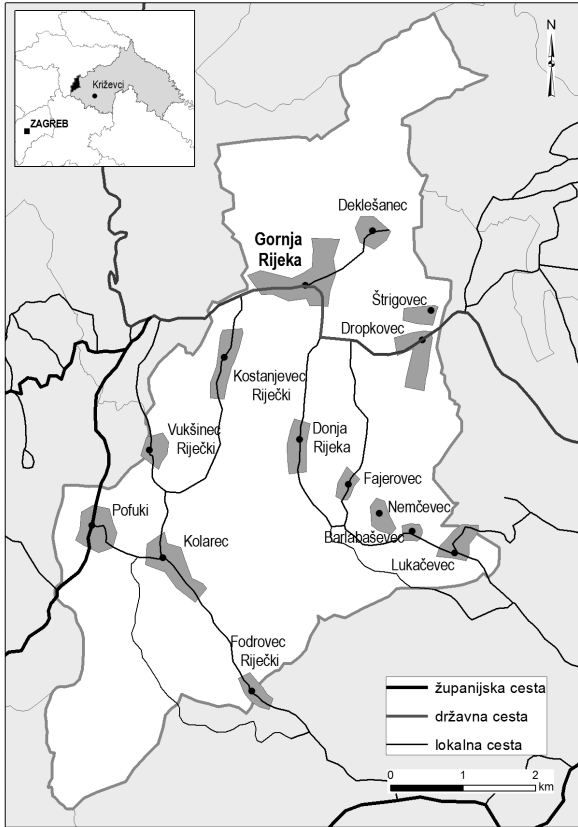 Križevci
ZAGREB
N
Deklešanec
Gornja
Rijeka
Štrigovec
Dropkovec
Kostanjevec
Riječki
Vukšinec
Riječki
Donja
Rijeka
Fajerovec
Pofuki
Nemčevec
Barlabaševec
Kolarec
Lukačevec
Fodrovec
Riječki
županijska cesta
državna cesta
lokalna cesta
0 1 2
km